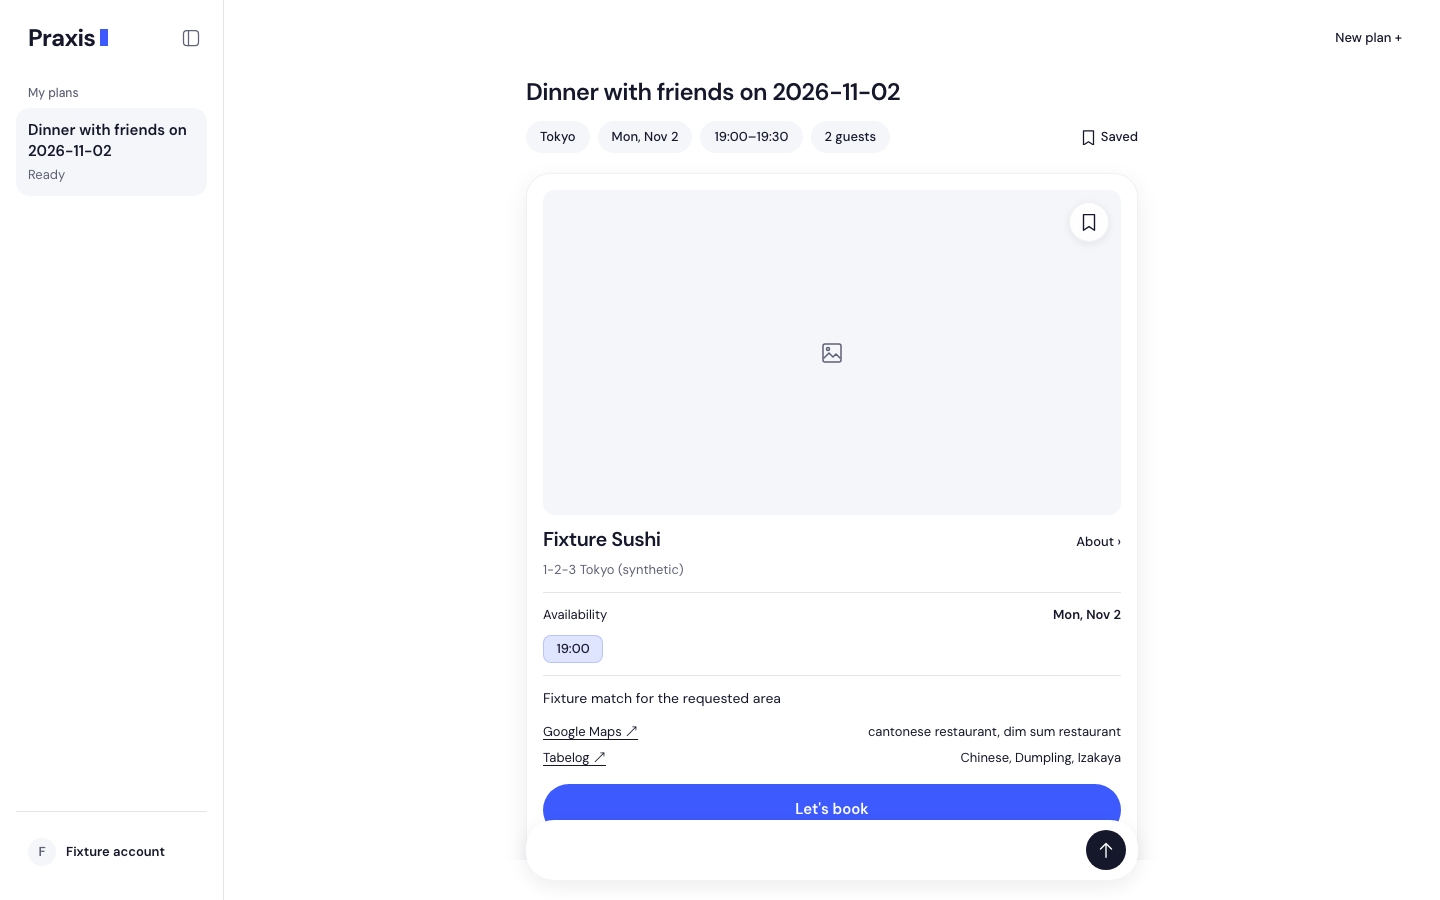 Praxis
New plan +
My plans
Dinner with friends on
2026-11-02
Ready
Dinner with friends on 2026-11-02
Tokyo
Mon, Nov 2
19:00–19:30
2 guests
Saved
Fixture Sushi
About ›
1-2-3 Tokyo (synthetic)
Availability
Mon, Nov 2
19:00
Fixture match for the requested area
Google Maps ↗
cantonese restaurant, dim sum restaurant
Tabelog ↗
Chinese, Dumpling, Izakaya
Let's book
F
Fixture account